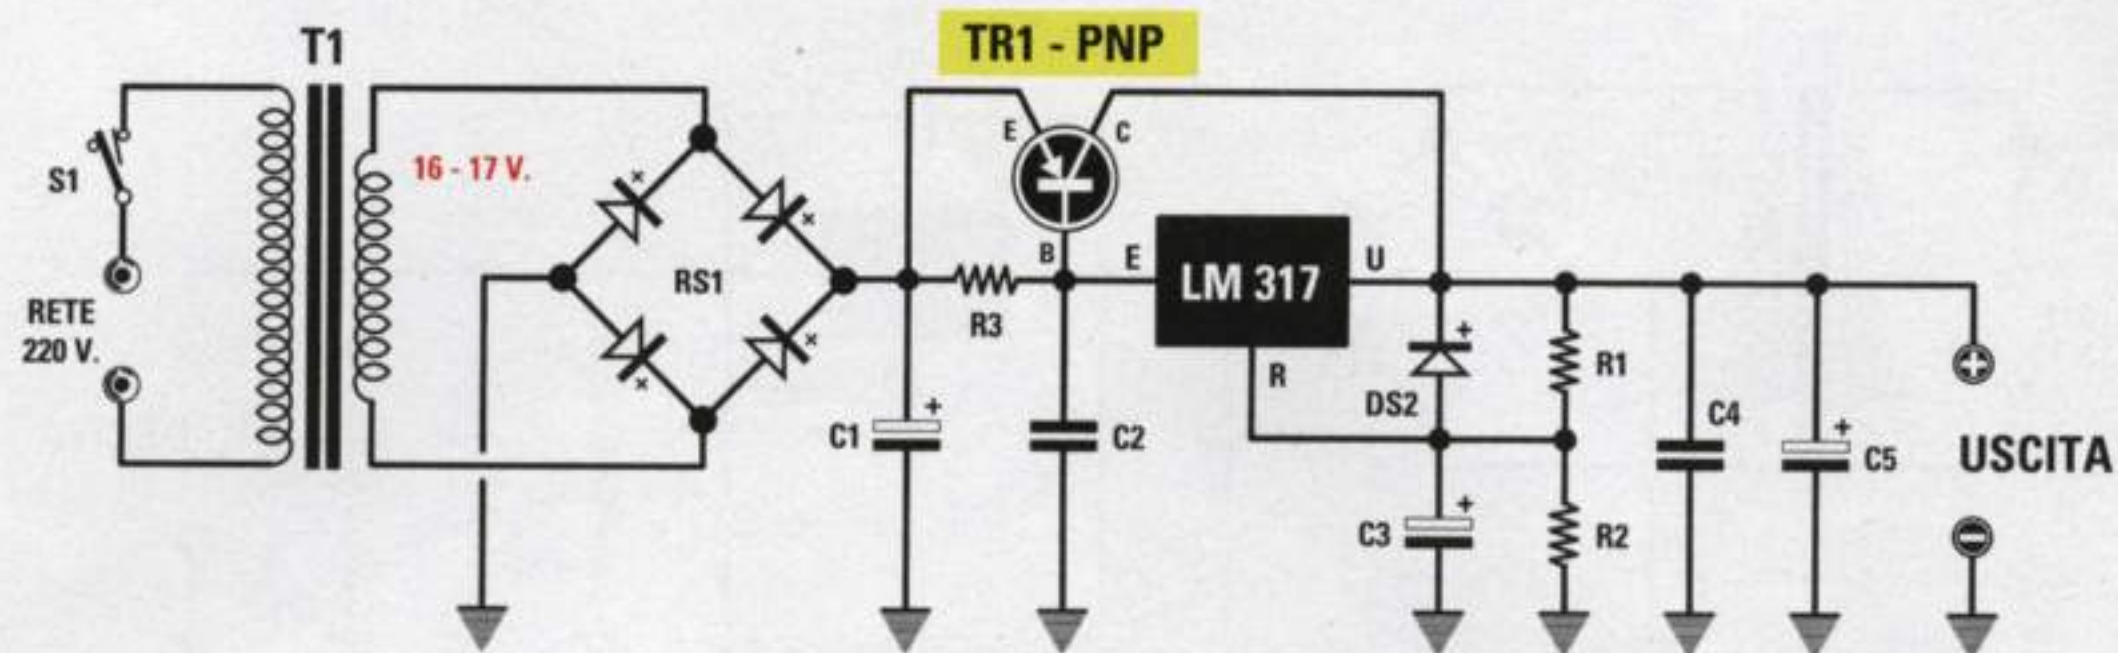 T1
TR1 - PNP
S1
16 - 17 V.
E
C
RS1
B
E
LM 317
U
RETE
220 V.
R3
R
DS2
+
R1
C1
+
C2
C4
+
C5
USCITA
C3
+
R2
+
-